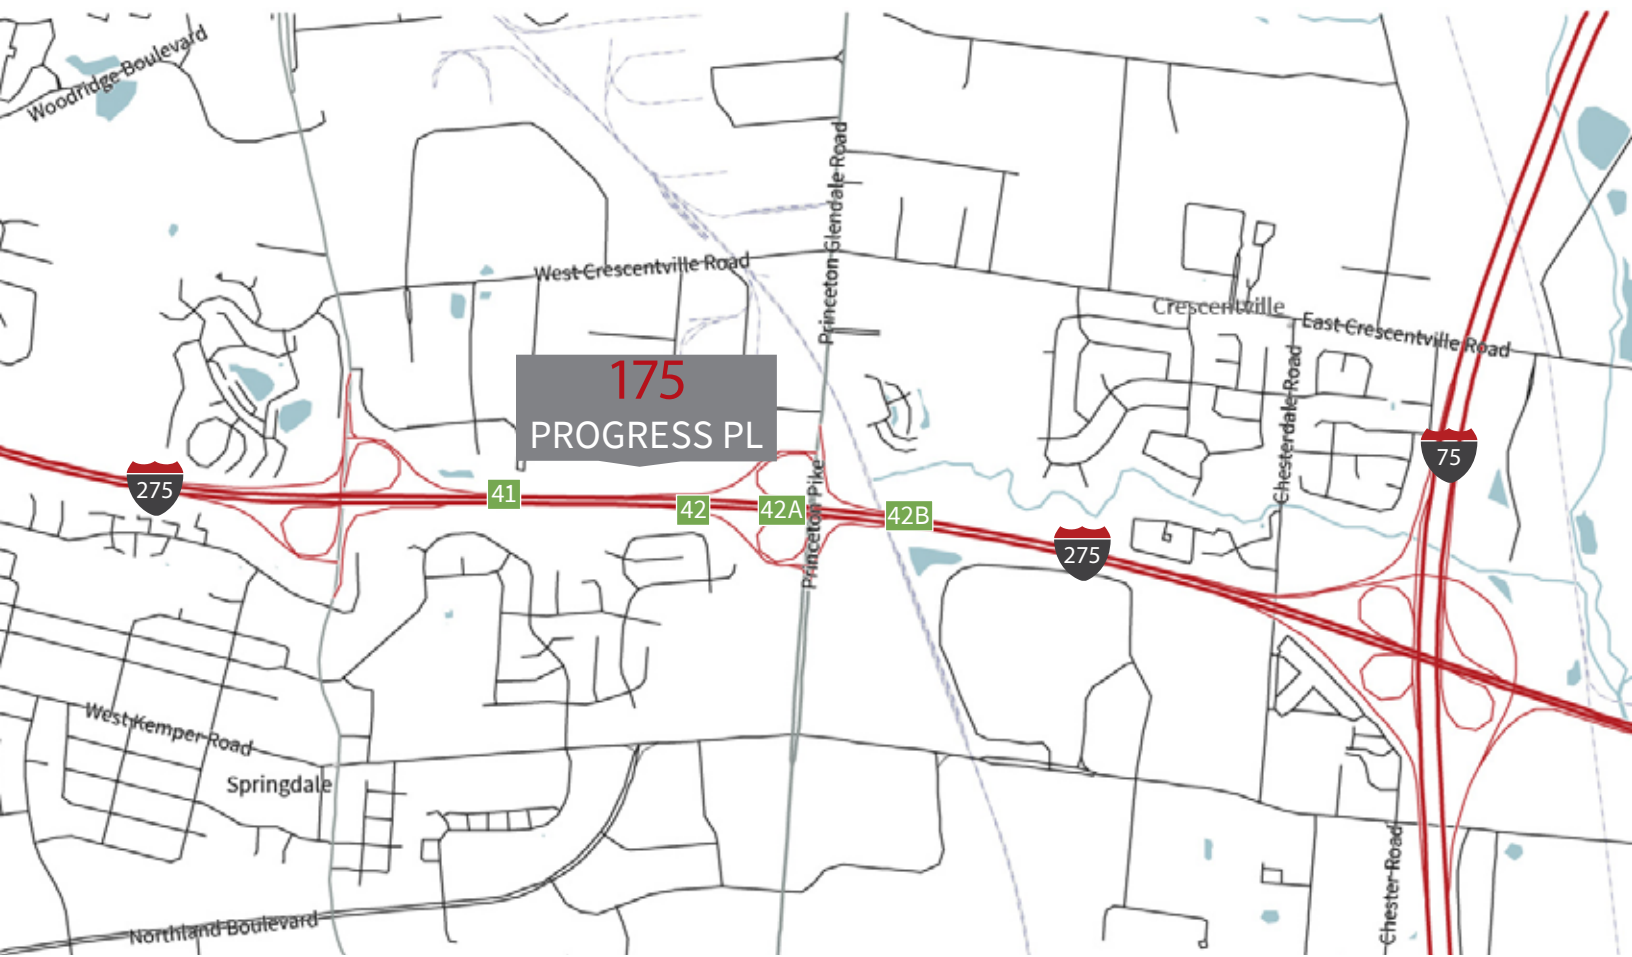 Woodridge Boulevard
Princeton Glendale Road
West Crescentville Road
Crescentville
East Crescentville Road
175
PROGRESS PL
Chesterdale Road
75
275
41
42
42A
42B
Princeton Pike
275
West Kemper Road
Springdale
Chester Road
Northland Boulevard